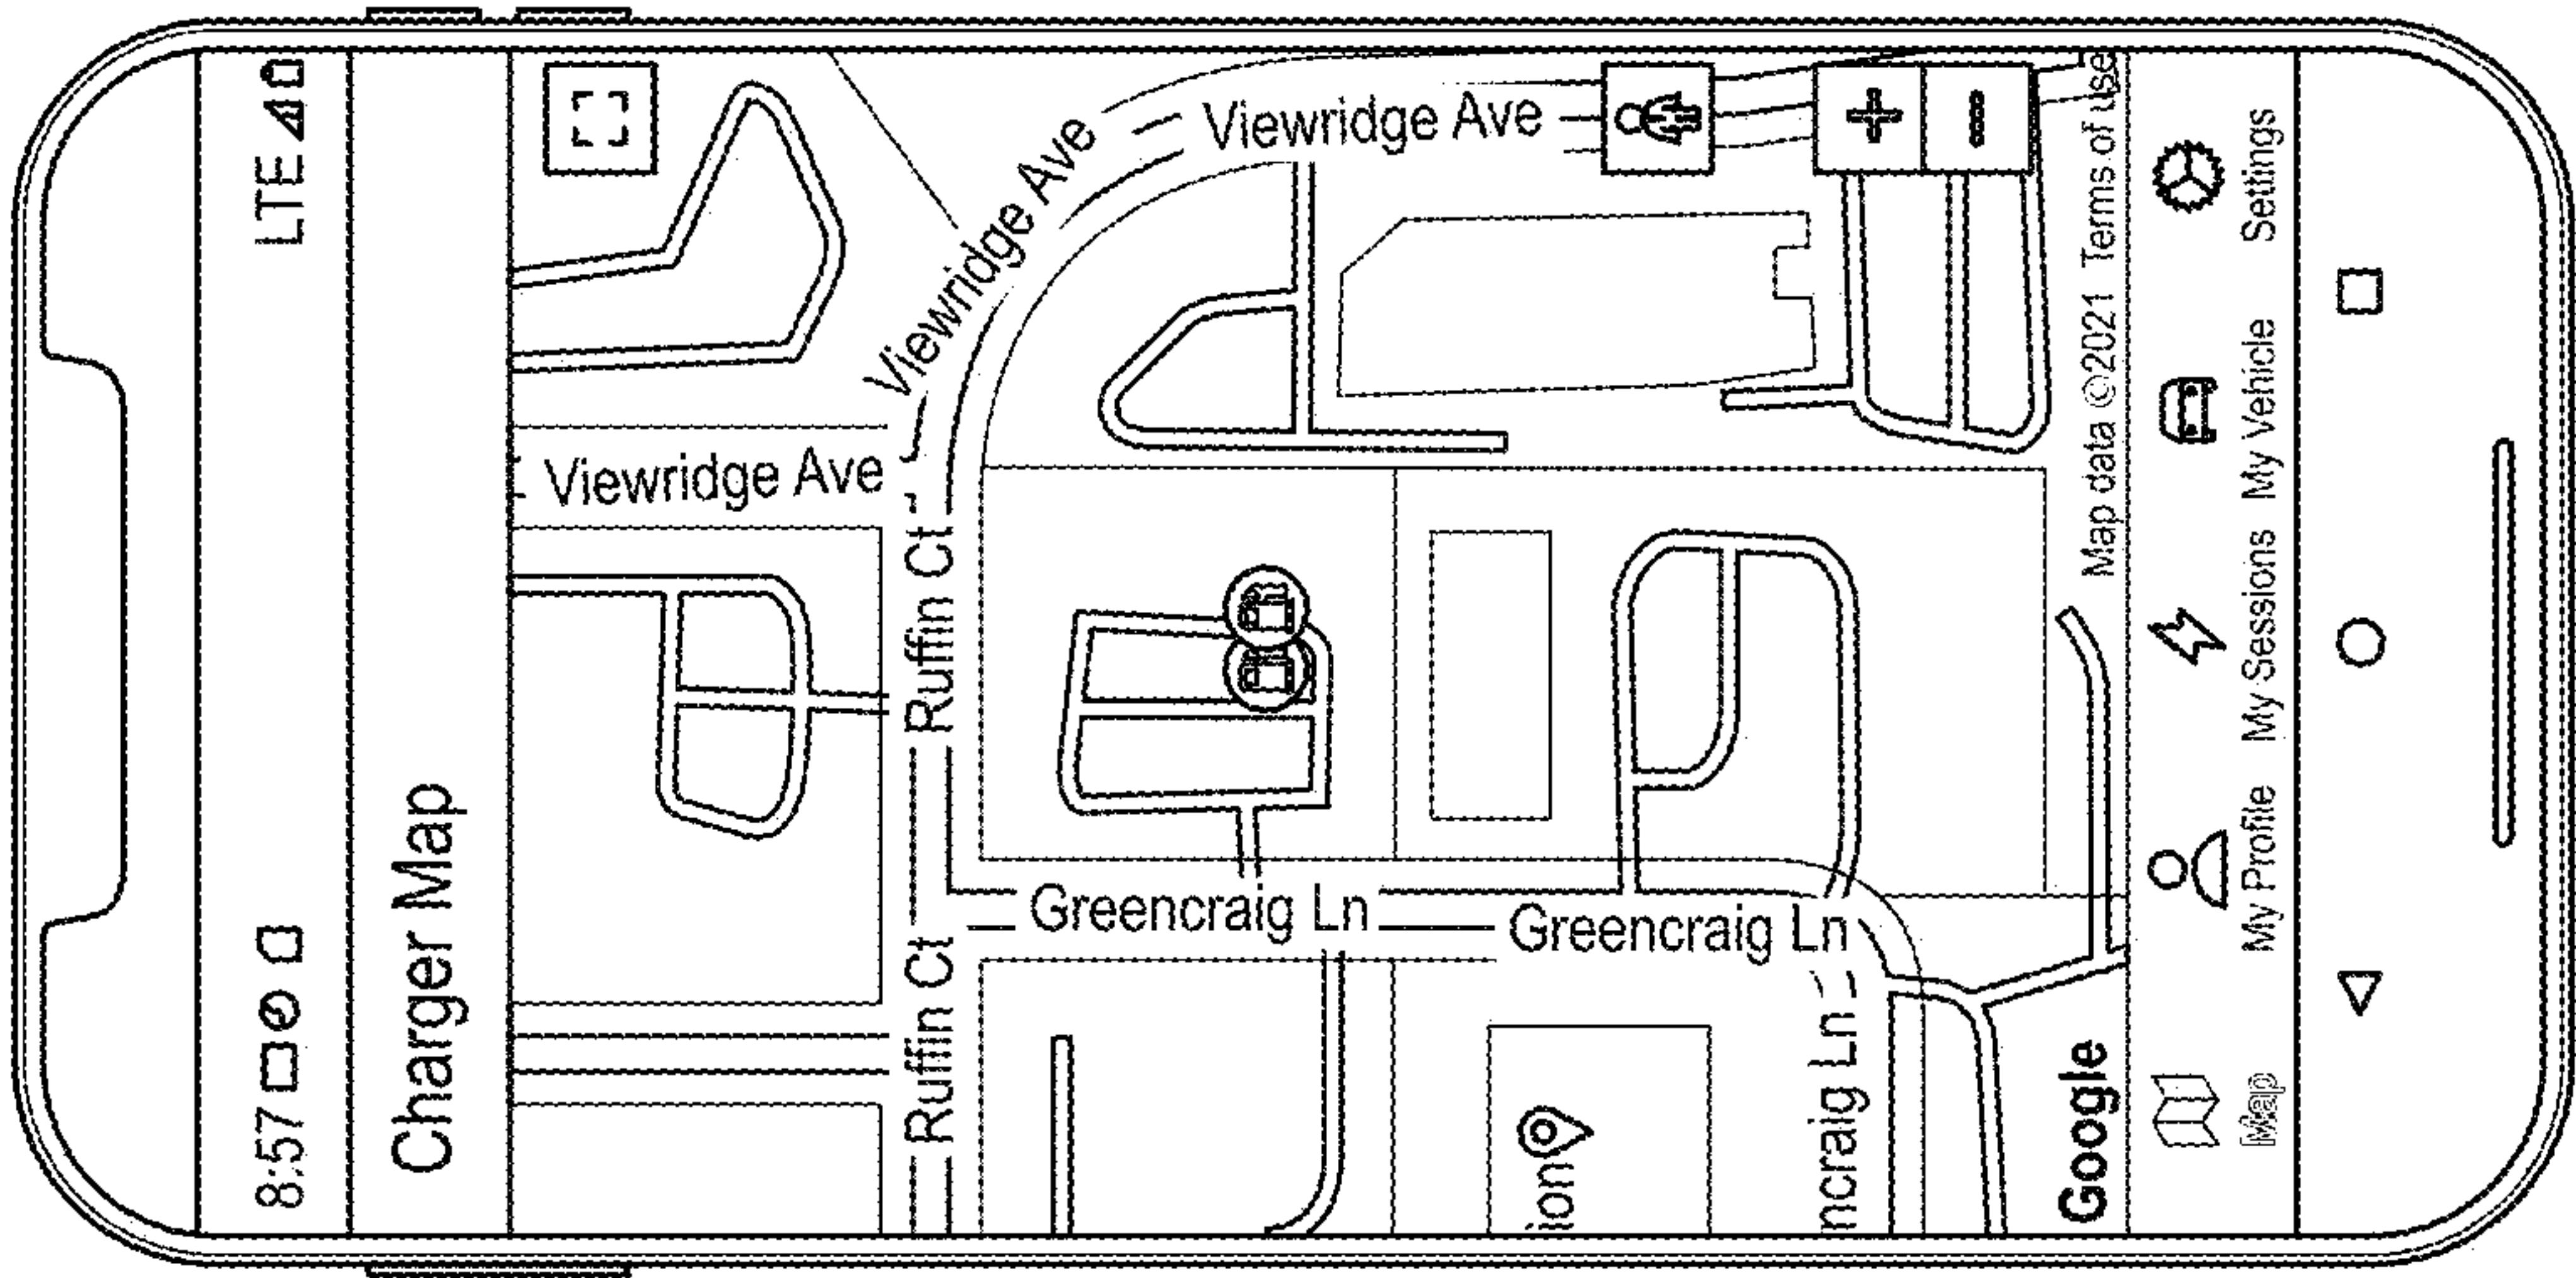 8:57
LTE
Charger Map
Viewridge Ave
Viewridge Ave
Viewridge Ave
Ruffin Ct
Ruffin Ct
Greencraig Ln
Greencraig Ln
ion
ncraig Ln
Google
Map data ©2021 Terms of use
Map
My Profile
My Sessions
My Vehicle
Settings